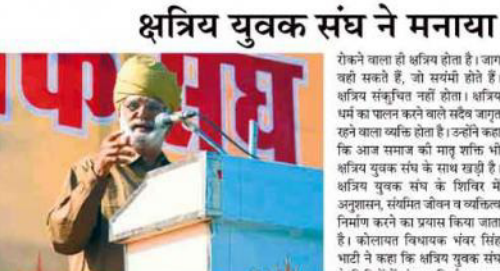 क्षत्रिय युवक संघ ने मनाया
क संघ
रोकने वाला ही क्षत्रिय होता है। जाग
वही सकते हैं, जो सयंमी होते हैं।
क्षत्रिय संकुचित नहीं होता। क्षत्रिय
धर्म का पालन करने वाले सदैव जागृत
रहने वाला व्यक्ति होता है। उन्होंने कहा
कि आज समाज की मातृ शक्ति भी
क्षत्रिय युवक संघ के साथ खड़ी है।
क्षत्रिय युवक संघ के शिविर में
अनुशासन, संयमित जीवन व व्यक्तित्व
निर्माण करने का प्रयास किया जाता
है। कोलायत विधायक भंवर सिंह
भाटी ने कहा कि क्षत्रिय युवक संघ